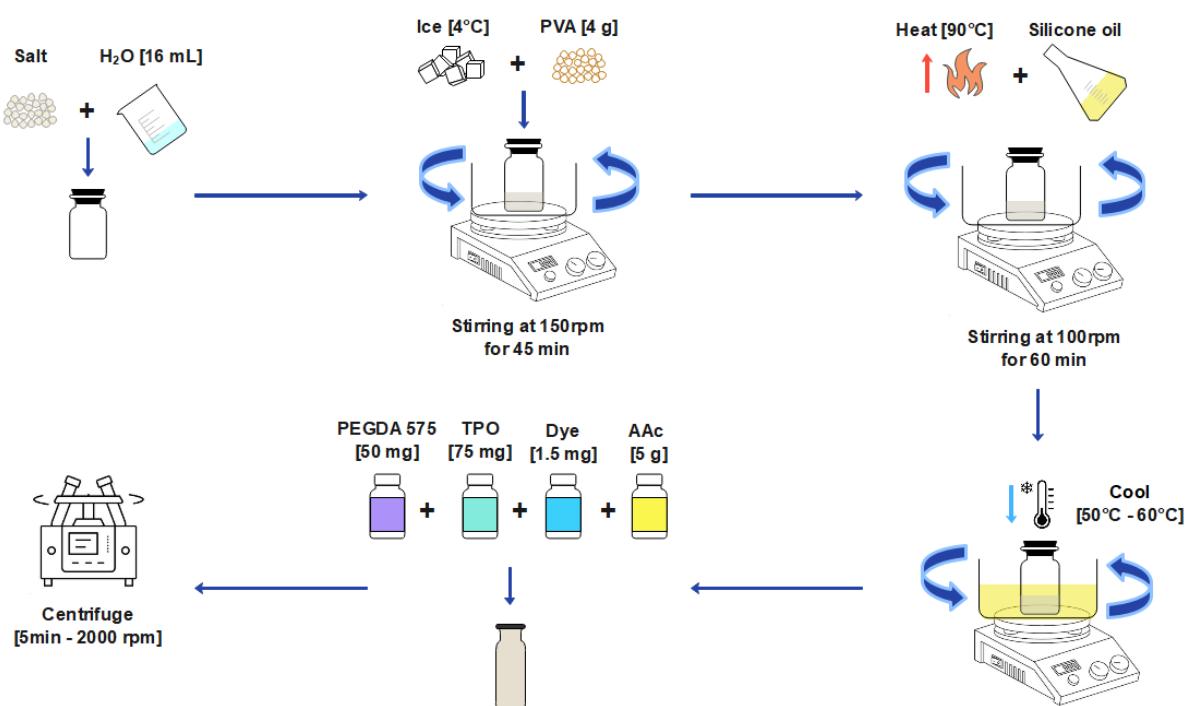 Salt
H₂O [16 mL]
Ice [4°C]
PVA [4 g]
Stirring at 150rpm
for 45 min
Heat [90°C]
Silicone oil
Stirring at 100rpm
for 60 min
Cool
[50°C - 60°C]
PEGDA 575
[50 mg]
TPO
[75 mg]
Dye
[1.5 mg]
AAc
[5 g]
Centrifuge
[5min - 2000 rpm]